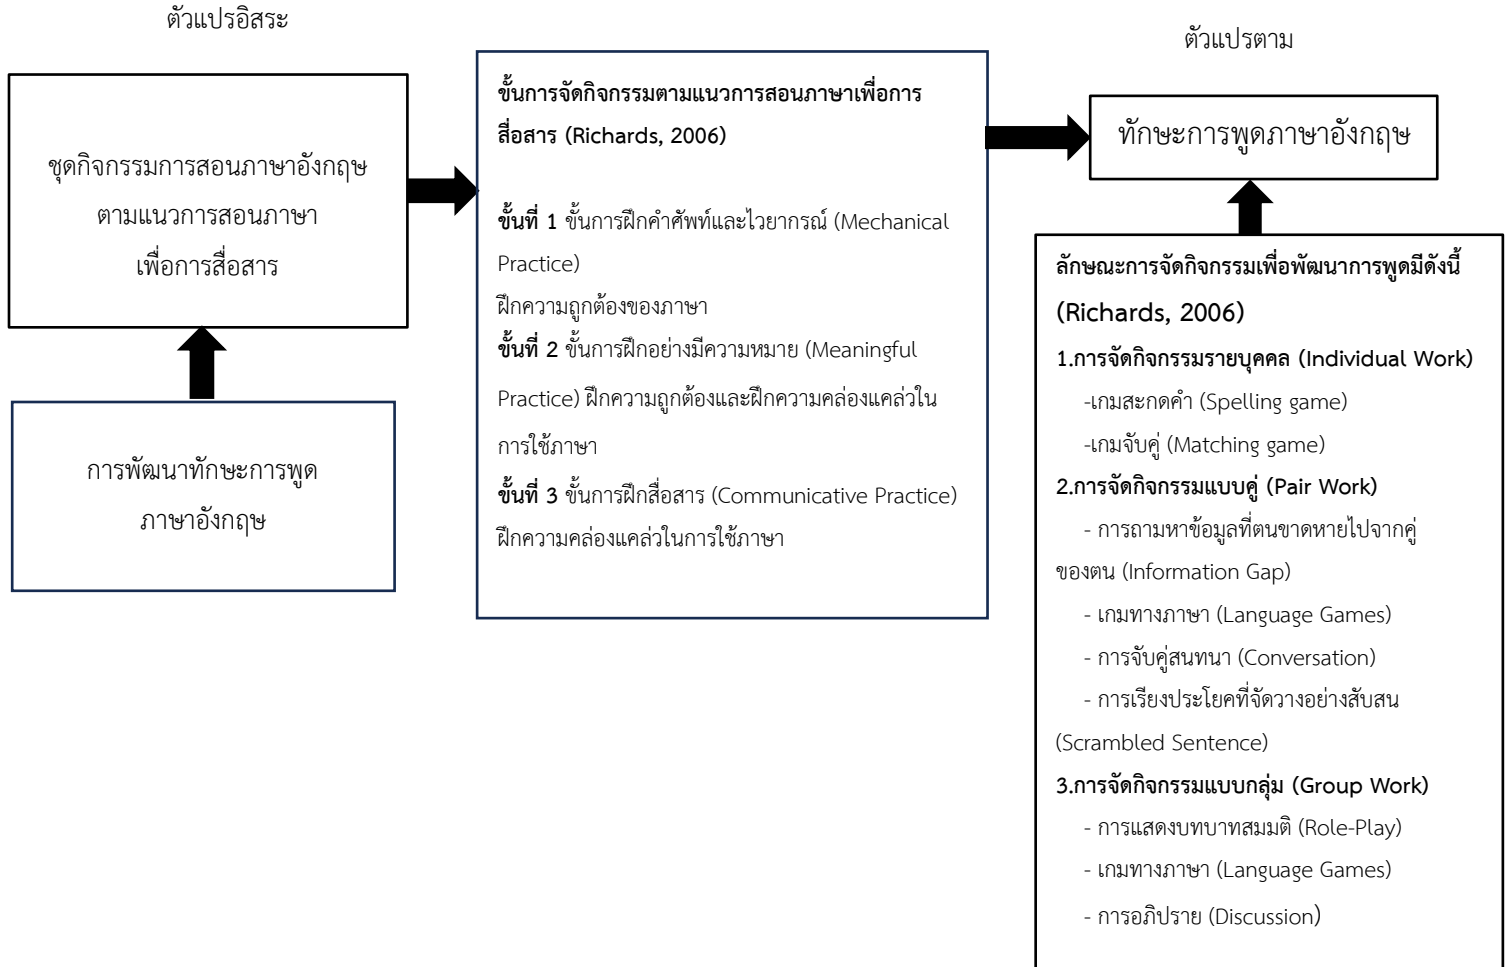 ตัวแปรอิสระ
ชุดกิจกรรมการสอนภาษาอังกฤษ
ตามแนวการสอนภาษา
เพื่อการสื่อสาร
การพัฒนาทักษะการพูด
ภาษาอังกฤษ
ขั้นการจัดกิจกรรมตามแนวการสอนภาษาเพื่อการ
สื่อสาร (Richards, 2006)
ขั้นที่ 1 ขั้นการฝึกคำศัพท์และไวยากรณ์ (Mechanical
Practice)
ฝึกความถูกต้องของภาษา
ขั้นที่ 2 ขั้นการฝึกอย่างมีความหมาย (Meaningful
Practice) ฝึกความถูกต้องและฝึกความคล่องแคล่วใน
การใช้ภาษา
ขั้นที่ 3 ขั้นการฝึกสื่อสาร (Communicative Practice)
ฝึกความคล่องแคล่วในการใช้ภาษา
ตัวแปรตาม
ทักษะการพูดภาษาอังกฤษ
ลักษณะการจัดกิจกรรมเพื่อพัฒนาการพูดมีดังนี้
(Richards, 2006)
1.การจัดกิจกรรมรายบุคคล (Individual Work)
-เกมสะกดคำ (Spelling game)
-เกมจับคู่ (Matching game)
2.การจัดกิจกรรมแบบคู่ (Pair Work)
- การถามหาข้อมูลที่ตนขาดหายไปจากคู่
ของตน (Information Gap)
- เกมทางภาษา (Language Games)
- การจับคู่สนทนา (Conversation)
- การเรียงประโยคที่จัดวางอย่างสับสน
(Scrambled Sentence)
3.การจัดกิจกรรมแบบกลุ่ม (Group Work)
- การแสดงบทบาทสมมติ (Role-Play)
- เกมทางภาษา (Language Games)
- การอภิปราย (Discussion)